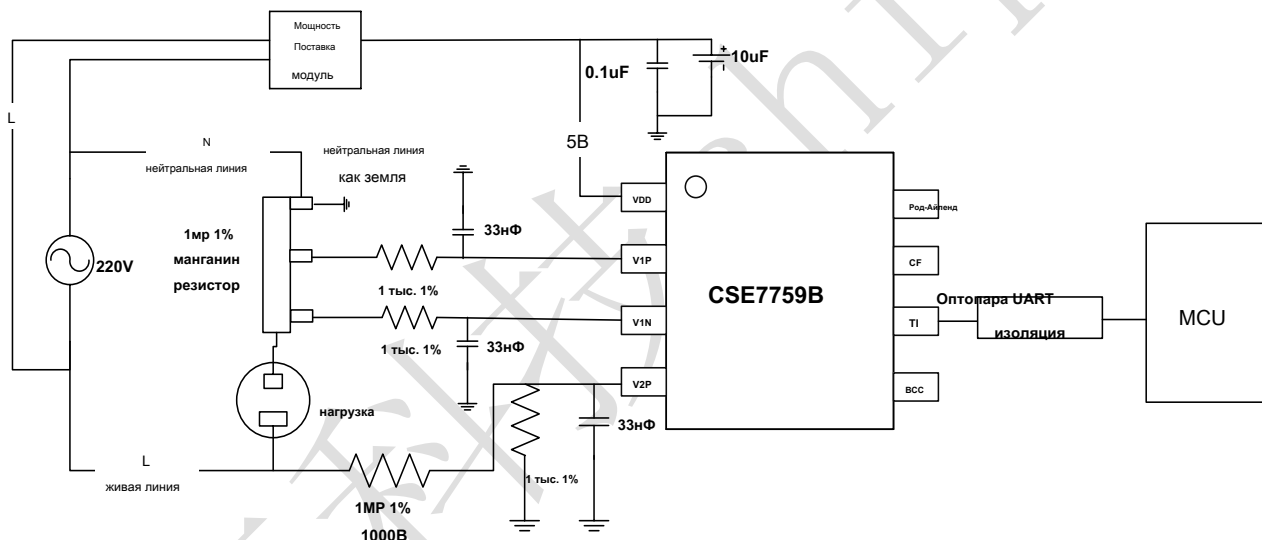 Мощность
Поставка
модуль
0.1uF
+
10uF
L
5В
N
нейтральная линия
нейтральная линия
как земля
VDD
Род-Айленд
33нФ
1мр 1%
манганин
резистор
V1P
CF
220V
1 тыс. 1%
CSE7759B
Оптопара UART
изоляция
MCU
V1N
TI
1 тыс. 1%
33нФ
V2P
ВСС
нагрузка
33нФ
L
живая линия
1 тыс. 1%
1МР 1%
1000В